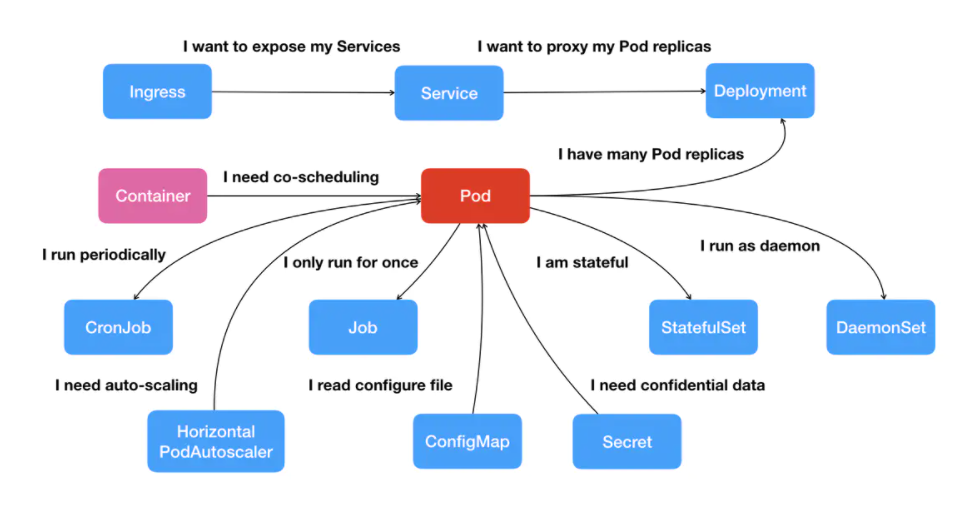 I want to expose my Services
I want to proxy my Pod replicas
Ingress
Service
Deployment
I have many Pod replicas
I need co-scheduling
Container
Pod
I run periodically
I only run for once
I am stateful
I run as daemon
CronJob
Job
StatefulSet
DaemonSet
I need auto-scaling
I read configure file
I need confidential data
Horizontal
PodAutoscaler
ConfigMap
Secret